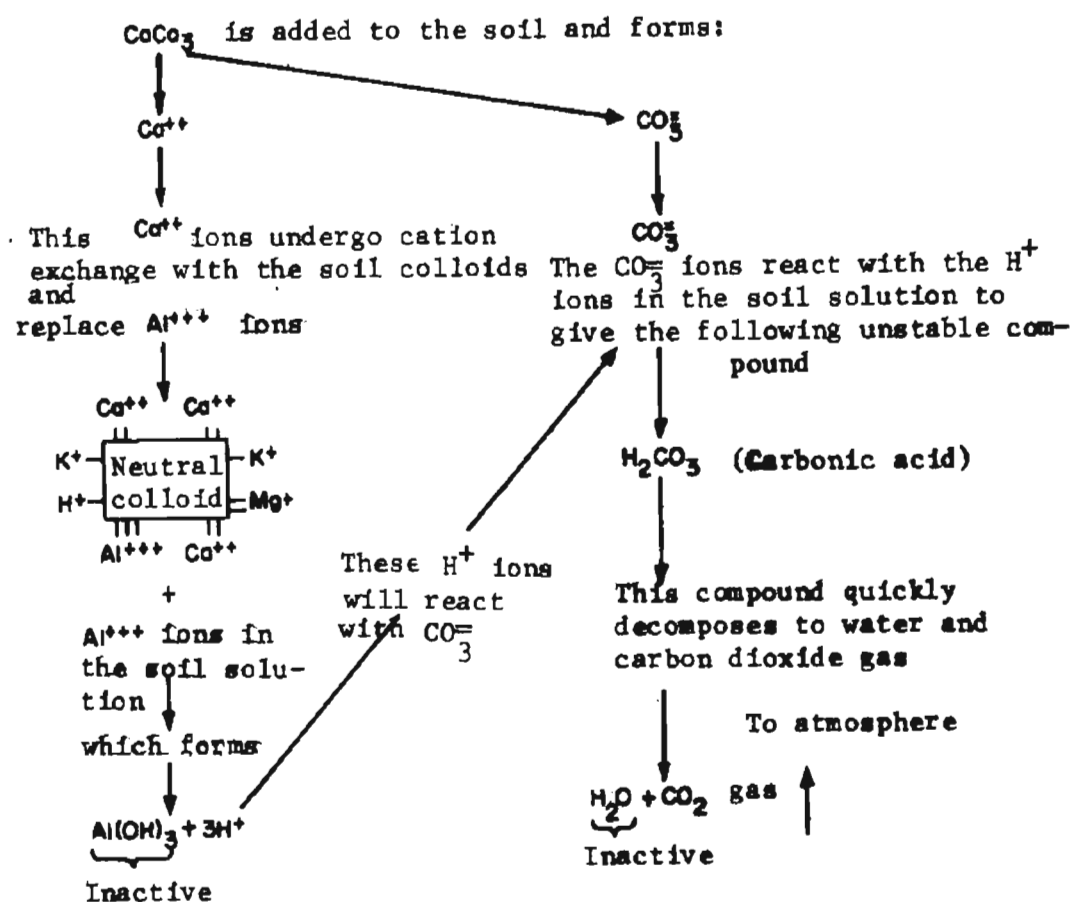 CaCo₃ is added to the soil and forms:
Ca⁺⁺
Ca⁺⁺
This Ca⁺⁺ ions undergo cation
exchange with the soil colloids
and
replace Al⁺⁺⁺ ions
Ca⁺⁺ Ca⁺⁺
K⁺ Neutral K⁺
H⁺ colloid Mg⁺
Al⁺⁺⁺ Ca⁺⁺
+
Al⁺⁺⁺ ions in
the soil solu-
tion
which forms
Al(OH)₃ + 3H⁺
Inactive
These H⁺ ions
will react
with CO₃⁼
CO₃⁼
CO₃⁼
The CO₃⁼ ions react with the H⁺
ions in the soil solution to
give the following unstable com-
pound
H₂CO₃ (Carbonic acid)
This compound quickly
decomposes to water and
carbon dioxide gas
To atmosphere
H₂O + CO₂ gas
Inactive